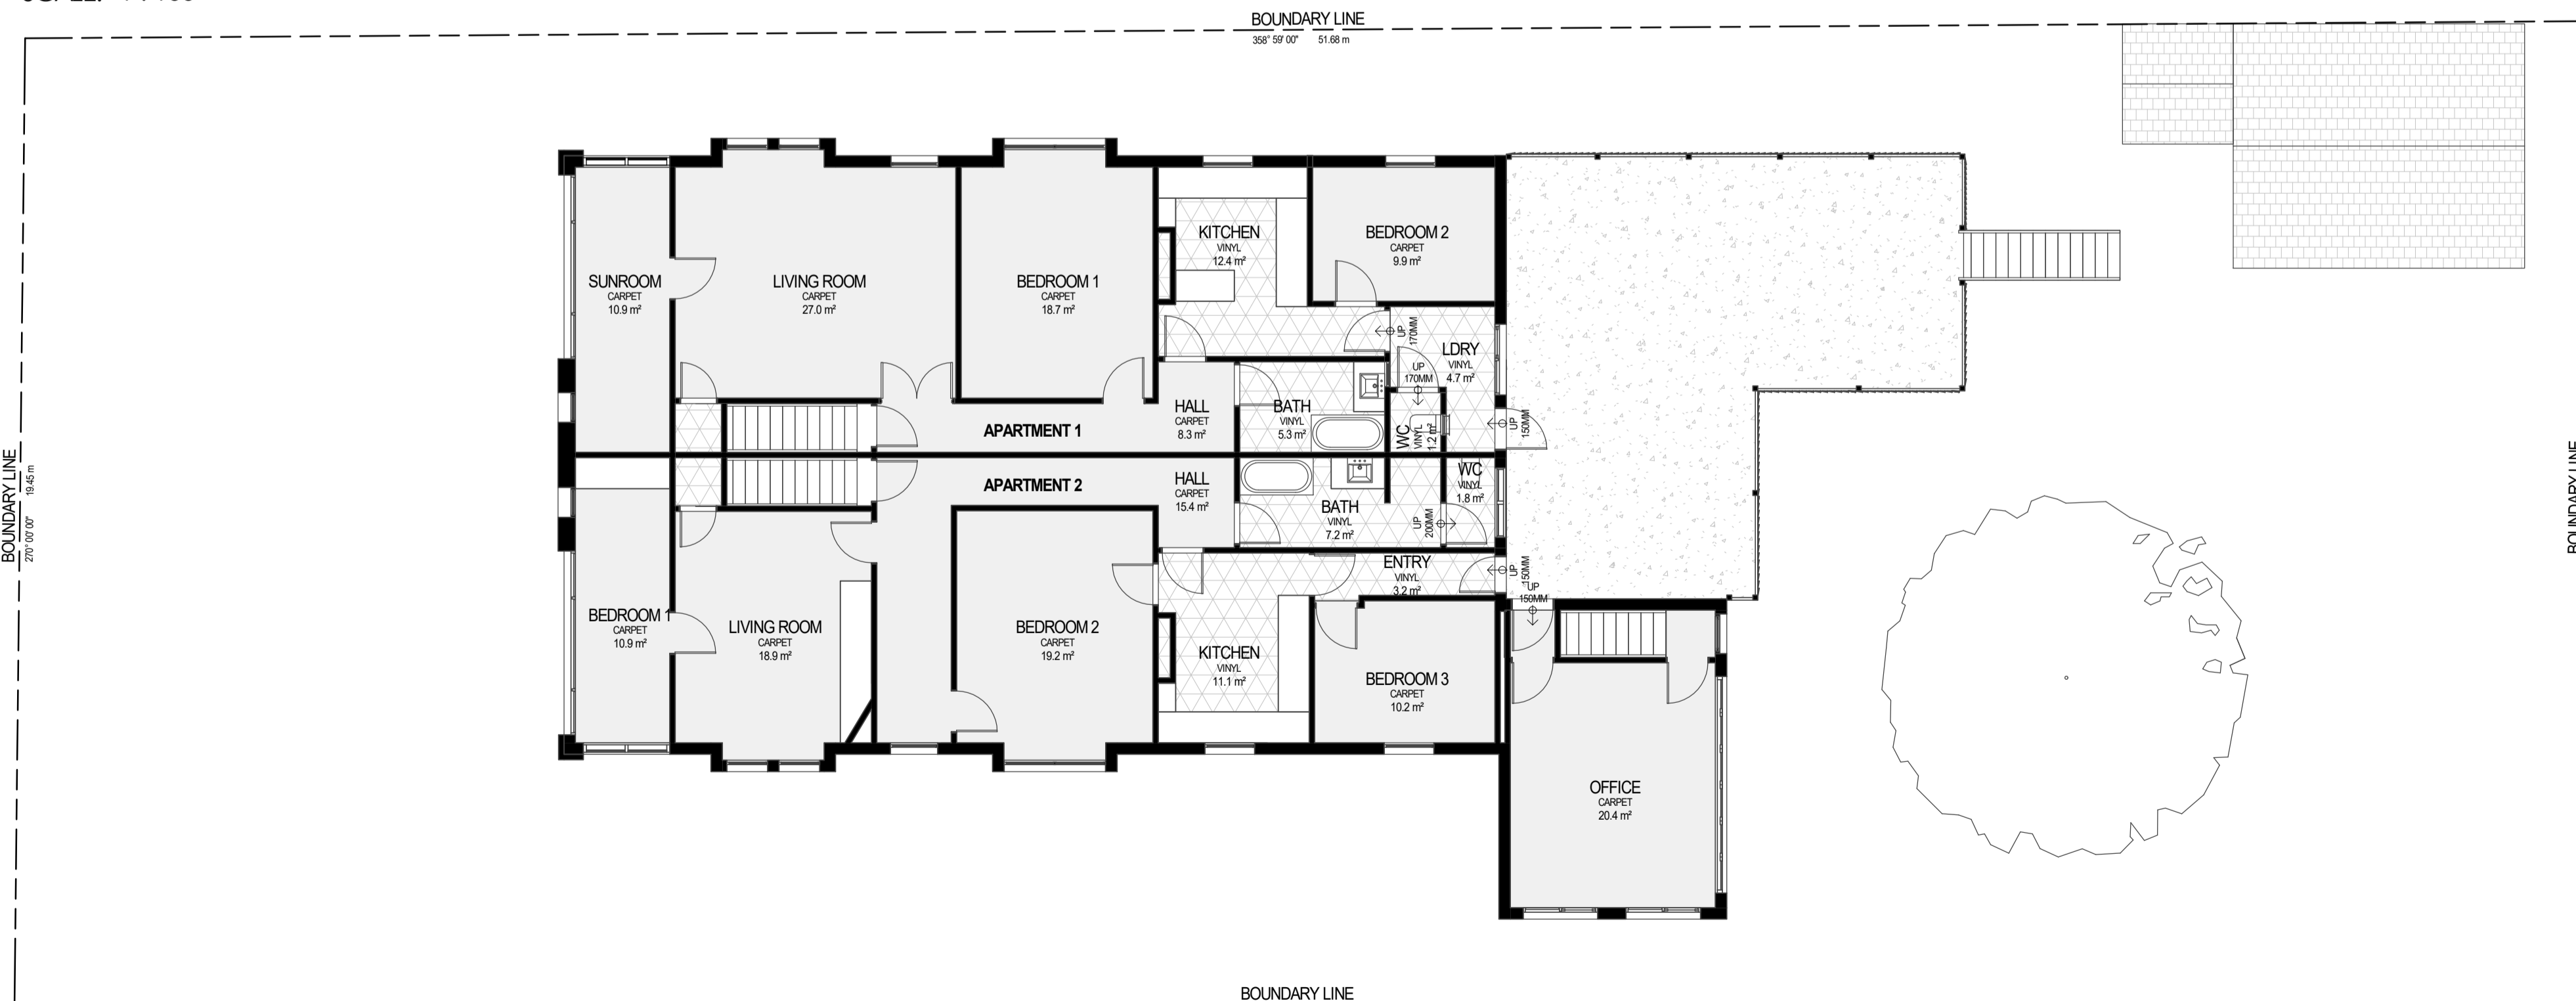 BOUNDARY LINE
358° 59' 00" 51.68 m
BOUNDARY LINE
270° 00' 00" 19.45 m
SUNROOM
CARPET
10.9 m²
LIVING ROOM
CARPET
27.0 m²
BEDROOM 1
CARPET
18.7 m²
KITCHEN
VINYL
12.4 m²
BEDROOM 2
CARPET
9.9 m²
UP
170MM
LDRY
VINYL
4.7 m²
UP
170MM
HALL
CARPET
8.3 m²
BATH
VINYL
5.3 m²
WC
VINYL
1.2 m²
UP
150MM
APARTMENT 1
APARTMENT 2
HALL
CARPET
15.4 m²
BATH
VINYL
7.2 m²
UP
200MM
WC
VINYL
1.8 m²
ENTRY
VINYL
3.2 m²
UP
150MM
UP
150MM
BEDROOM 1
CARPET
10.9 m²
LIVING ROOM
CARPET
18.9 m²
BEDROOM 2
CARPET
19.2 m²
KITCHEN
VINYL
11.1 m²
BEDROOM 3
CARPET
10.2 m²
OFFICE
CARPET
20.4 m²
BOUNDARY LINE
BOUNDARY LINE